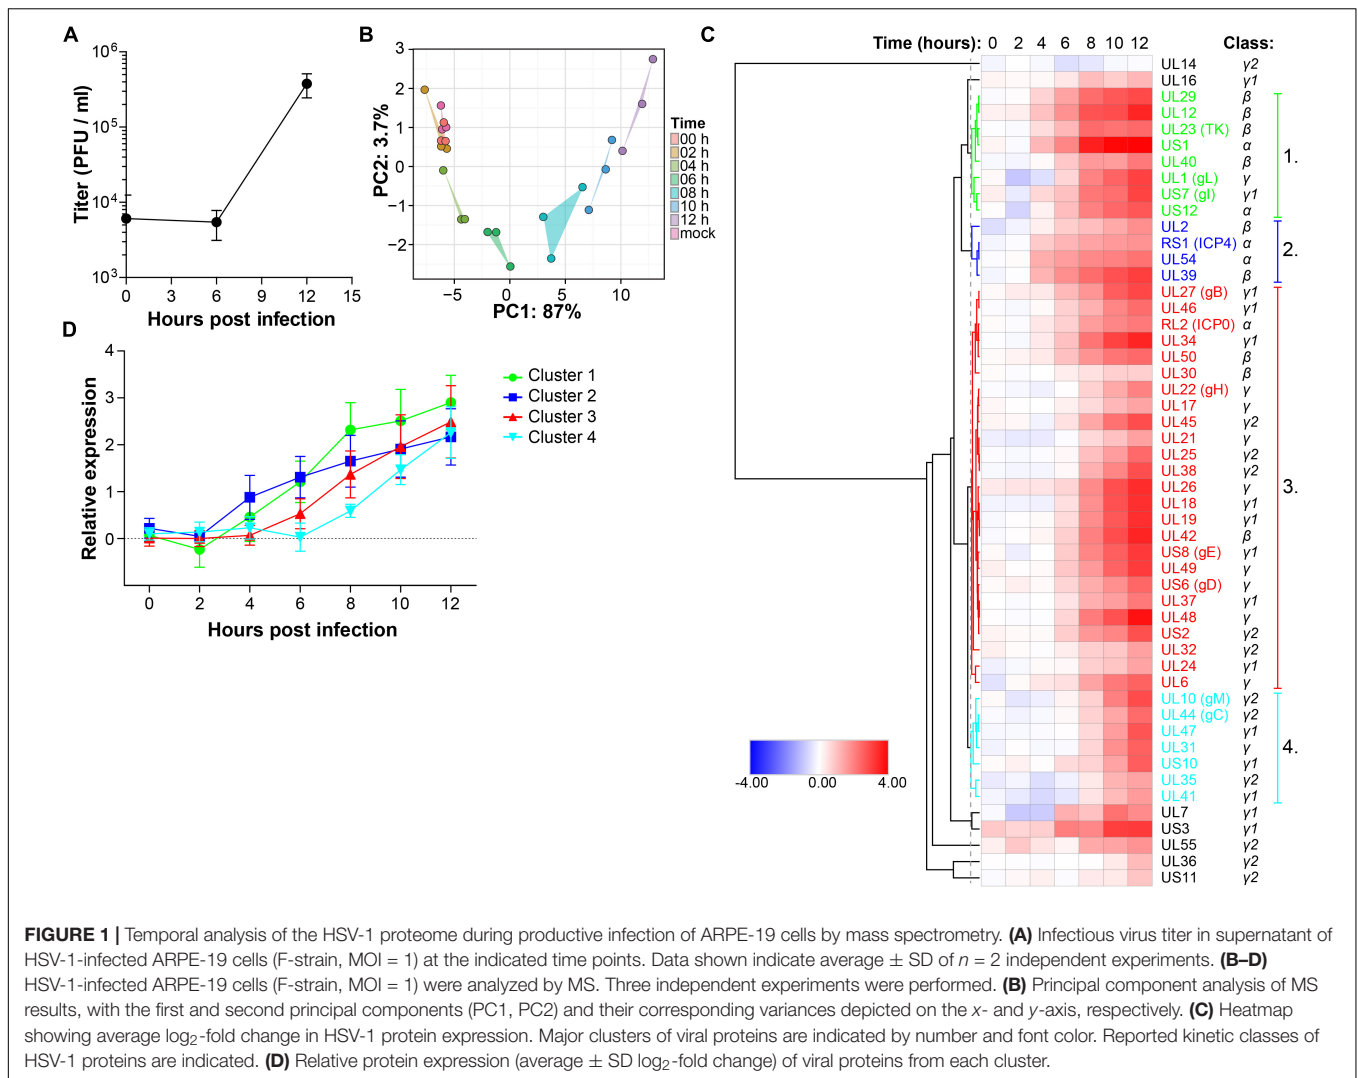 A
Titer (PFU / ml)
10⁶
10⁵
10⁴
10³
0 3 6 9 12 15
Hours post infection
B
PC2: 3.7%
3
2
1
0
−1
−2
−5 0 5 10
PC1: 87%
Time
00 h
02 h
04 h
06 h
08 h
10 h
12 h
mock
D
Relative expression
4
3
2
1
0
0 2 4 6 8 10 12
Hours post infection
Cluster 1
Cluster 2
Cluster 3
Cluster 4
C
Time (hours): 0 2 4 6 8 10 12 Class:
UL14 γ2
UL16 γ1
UL29 β
UL12 β
UL23 (TK) β
US1 α
UL40 β
UL1 (gL) γ
US7 (gI) γ1
US12 α
1.
UL2 β
RS1 (ICP4) α
UL54 α
UL39 β
2.
UL27 (gB) γ1
UL46 γ1
RL2 (ICP0) α
UL34 γ1
UL50 β
UL30 β
UL22 (gH) γ
UL17 γ
UL45 γ2
UL21 γ
UL25 γ2
UL38 γ2
UL26 γ
UL18 γ1
UL19 γ1
UL42 β
US8 (gE) γ1
UL49 γ
US6 (gD) γ
UL37 γ1
UL48 γ
US2 γ2
UL32 γ2
UL24 γ1
UL6 γ
3.
UL10 (gM) γ2
UL44 (gC) γ2
UL47 γ1
UL31 γ
US10 γ1
UL35 γ2
UL41 γ1
4.
UL7 γ1
US3 γ1
UL55 γ2
UL36 γ2
US11 γ2
-4.00 0.00 4.00
FIGURE 1 | Temporal analysis of the HSV-1 proteome during productive infection of ARPE-19 cells by mass spectrometry. (A) Infectious virus titer in supernatant of
HSV-1-infected ARPE-19 cells (F-strain, MOI = 1) at the indicated time points. Data shown indicate average ± SD of n = 2 independent experiments. (B–D)
HSV-1-infected ARPE-19 cells (F-strain, MOI = 1) were analyzed by MS. Three independent experiments were performed. (B) Principal component analysis of MS
results, with the first and second principal components (PC1, PC2) and their corresponding variances depicted on the x- and y-axis, respectively. (C) Heatmap
showing average log₂-fold change in HSV-1 protein expression. Major clusters of viral proteins are indicated by number and font color. Reported kinetic classes of
HSV-1 proteins are indicated. (D) Relative protein expression (average ± SD log₂-fold change) of viral proteins from each cluster.